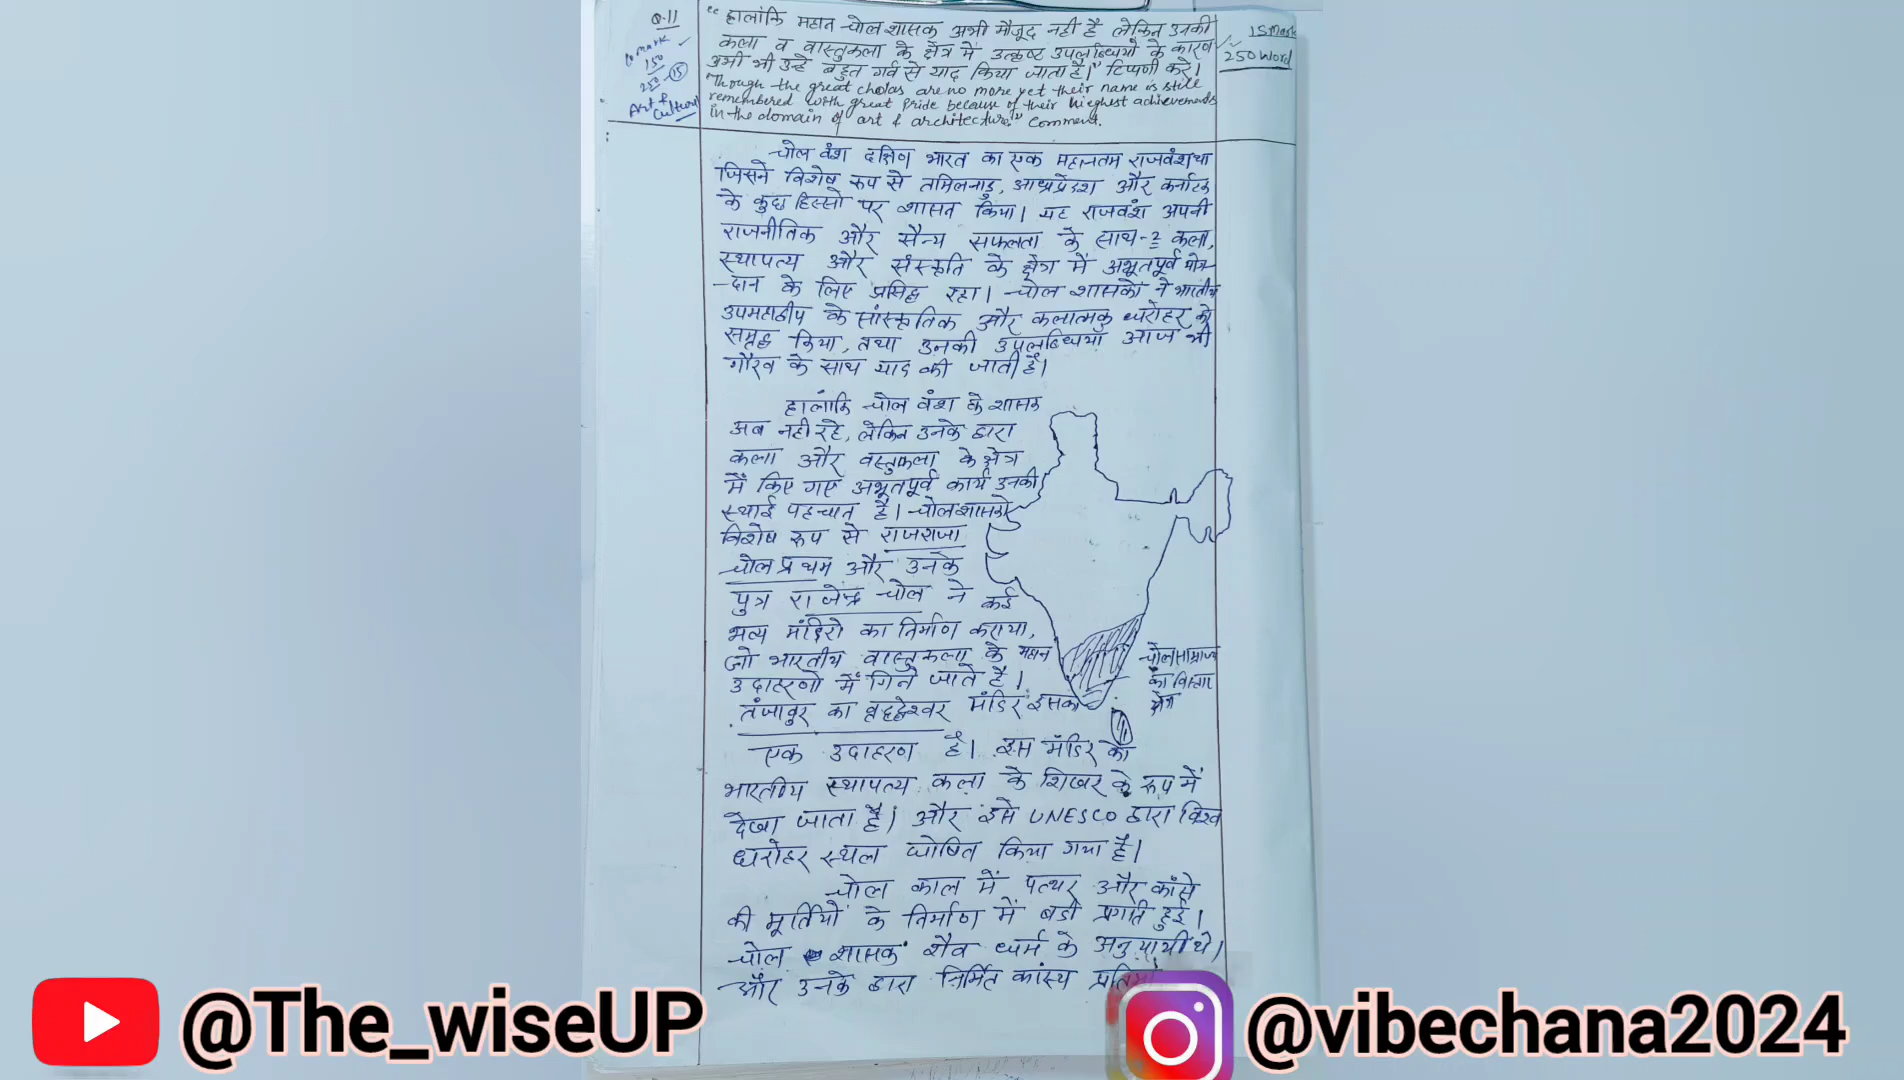 Q.11
"हालांकि महान चोल शासक अभी मौजूद नही है लेकिन उनकी
कला व वास्तुकला के क्षेत्र में उत्कृष्ट उपलब्धियों के कारण
अभी भी उन्हे बहुत गर्व से याद किया जाता है।" टिप्पणी करे।
"Though the great cholas are no more yet their name is still
remembered with great pride because of their highest achievements
in the domain of art & architecture." Comment.
Mark
150
250 - 15
Art &
Culture
15 Mark
250 Word
चोल वंश दक्षिण भारत का एक महानतम राजवंश था
जिसने विशेष रूप से तमिलनाडु, आंध्रप्रदेश और कर्नाटक
के कुछ हिस्सो पर शासन किया। यह राजवंश अपनी
राजनीतिक और सैन्य सफलता के साथ-2 कला,
स्थापत्य और संस्कृति के क्षेत्र में अभूतपूर्व योग-
-दान के लिए प्रसिद्ध रहा। चोल शासकों ने भारतीय
उपमहाद्वीप के सांस्कृतिक और कलात्मक धरोहर को
समृद्ध किया, तथा उनकी उपलब्धियाँ आज भी
गौरव के साथ याद की जाती है।
हालांकि चोल वंश के शासक
अब नही रहे, लेकिन उनके द्वारा
कला और वस्तुकला के क्षेत्र
में किए गए अभूतपूर्व कार्य उनकी
स्थाई पहचान है। चोल शासको
विशेष रूप से राजराजा
चोल प्रथम और उनके
पुत्र राजेन्द्र चोल ने कई
भव्य मंदिरो का निर्माण कराया,
जो भारतीय वास्तुकला के महान
उदाहरणो में गिने जाते है।
तंजावुर का बृहद्देश्वर मंदिर इसका
एक उदाहरण है। इस मंदिर को
भारतीय स्थापत्य कला के शिखर के रूप में
देखा जाता है। और इसे UNESCO द्वारा विश्व
धरोहर स्थल घोषित किया गया है।
चोल काल में पत्थर और कांसे
की मूर्तियों के निर्माण में बडी प्रगति हुई।
चोल शासक शैव धर्म के अनुयायी थे।
और उनके द्वारा निर्मित कांस्य
चोल साम्राज्य
का विस्तार
क्षेत्र
@The_wiseUP
@vibechana2024